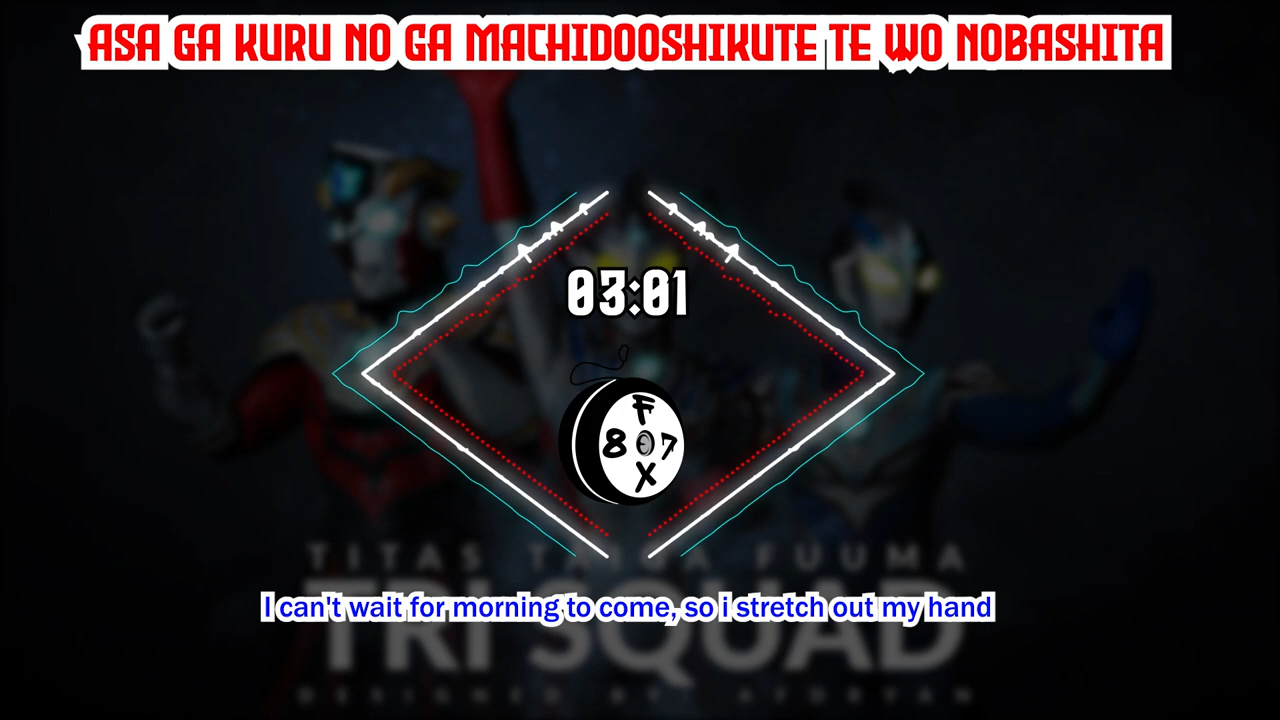 ASA GA KURU NO GA MACHIDOOSHIKUTE TE WO NOBASHITA
03:01
F
8 7
X
TITAS TAIGA FUUMA
I can't wait for morning to come, so i stretch out my hand
TRI SQUAD